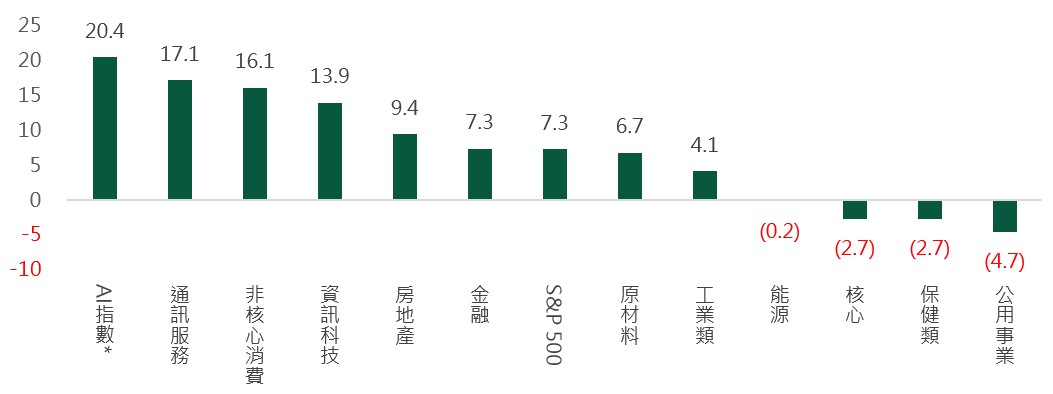 25
20
15
10
5
0
-5
-10
20.4
17.1
16.1
13.9
9.4
7.3
7.3
6.7
4.1
(0.2)
(2.7)
(2.7)
(4.7)
AI指數*
通訊服務
非核心消費
資訊科技
房地產
金融
S&P 500
原材料
工業類
能源
核心
保健類
公用事業